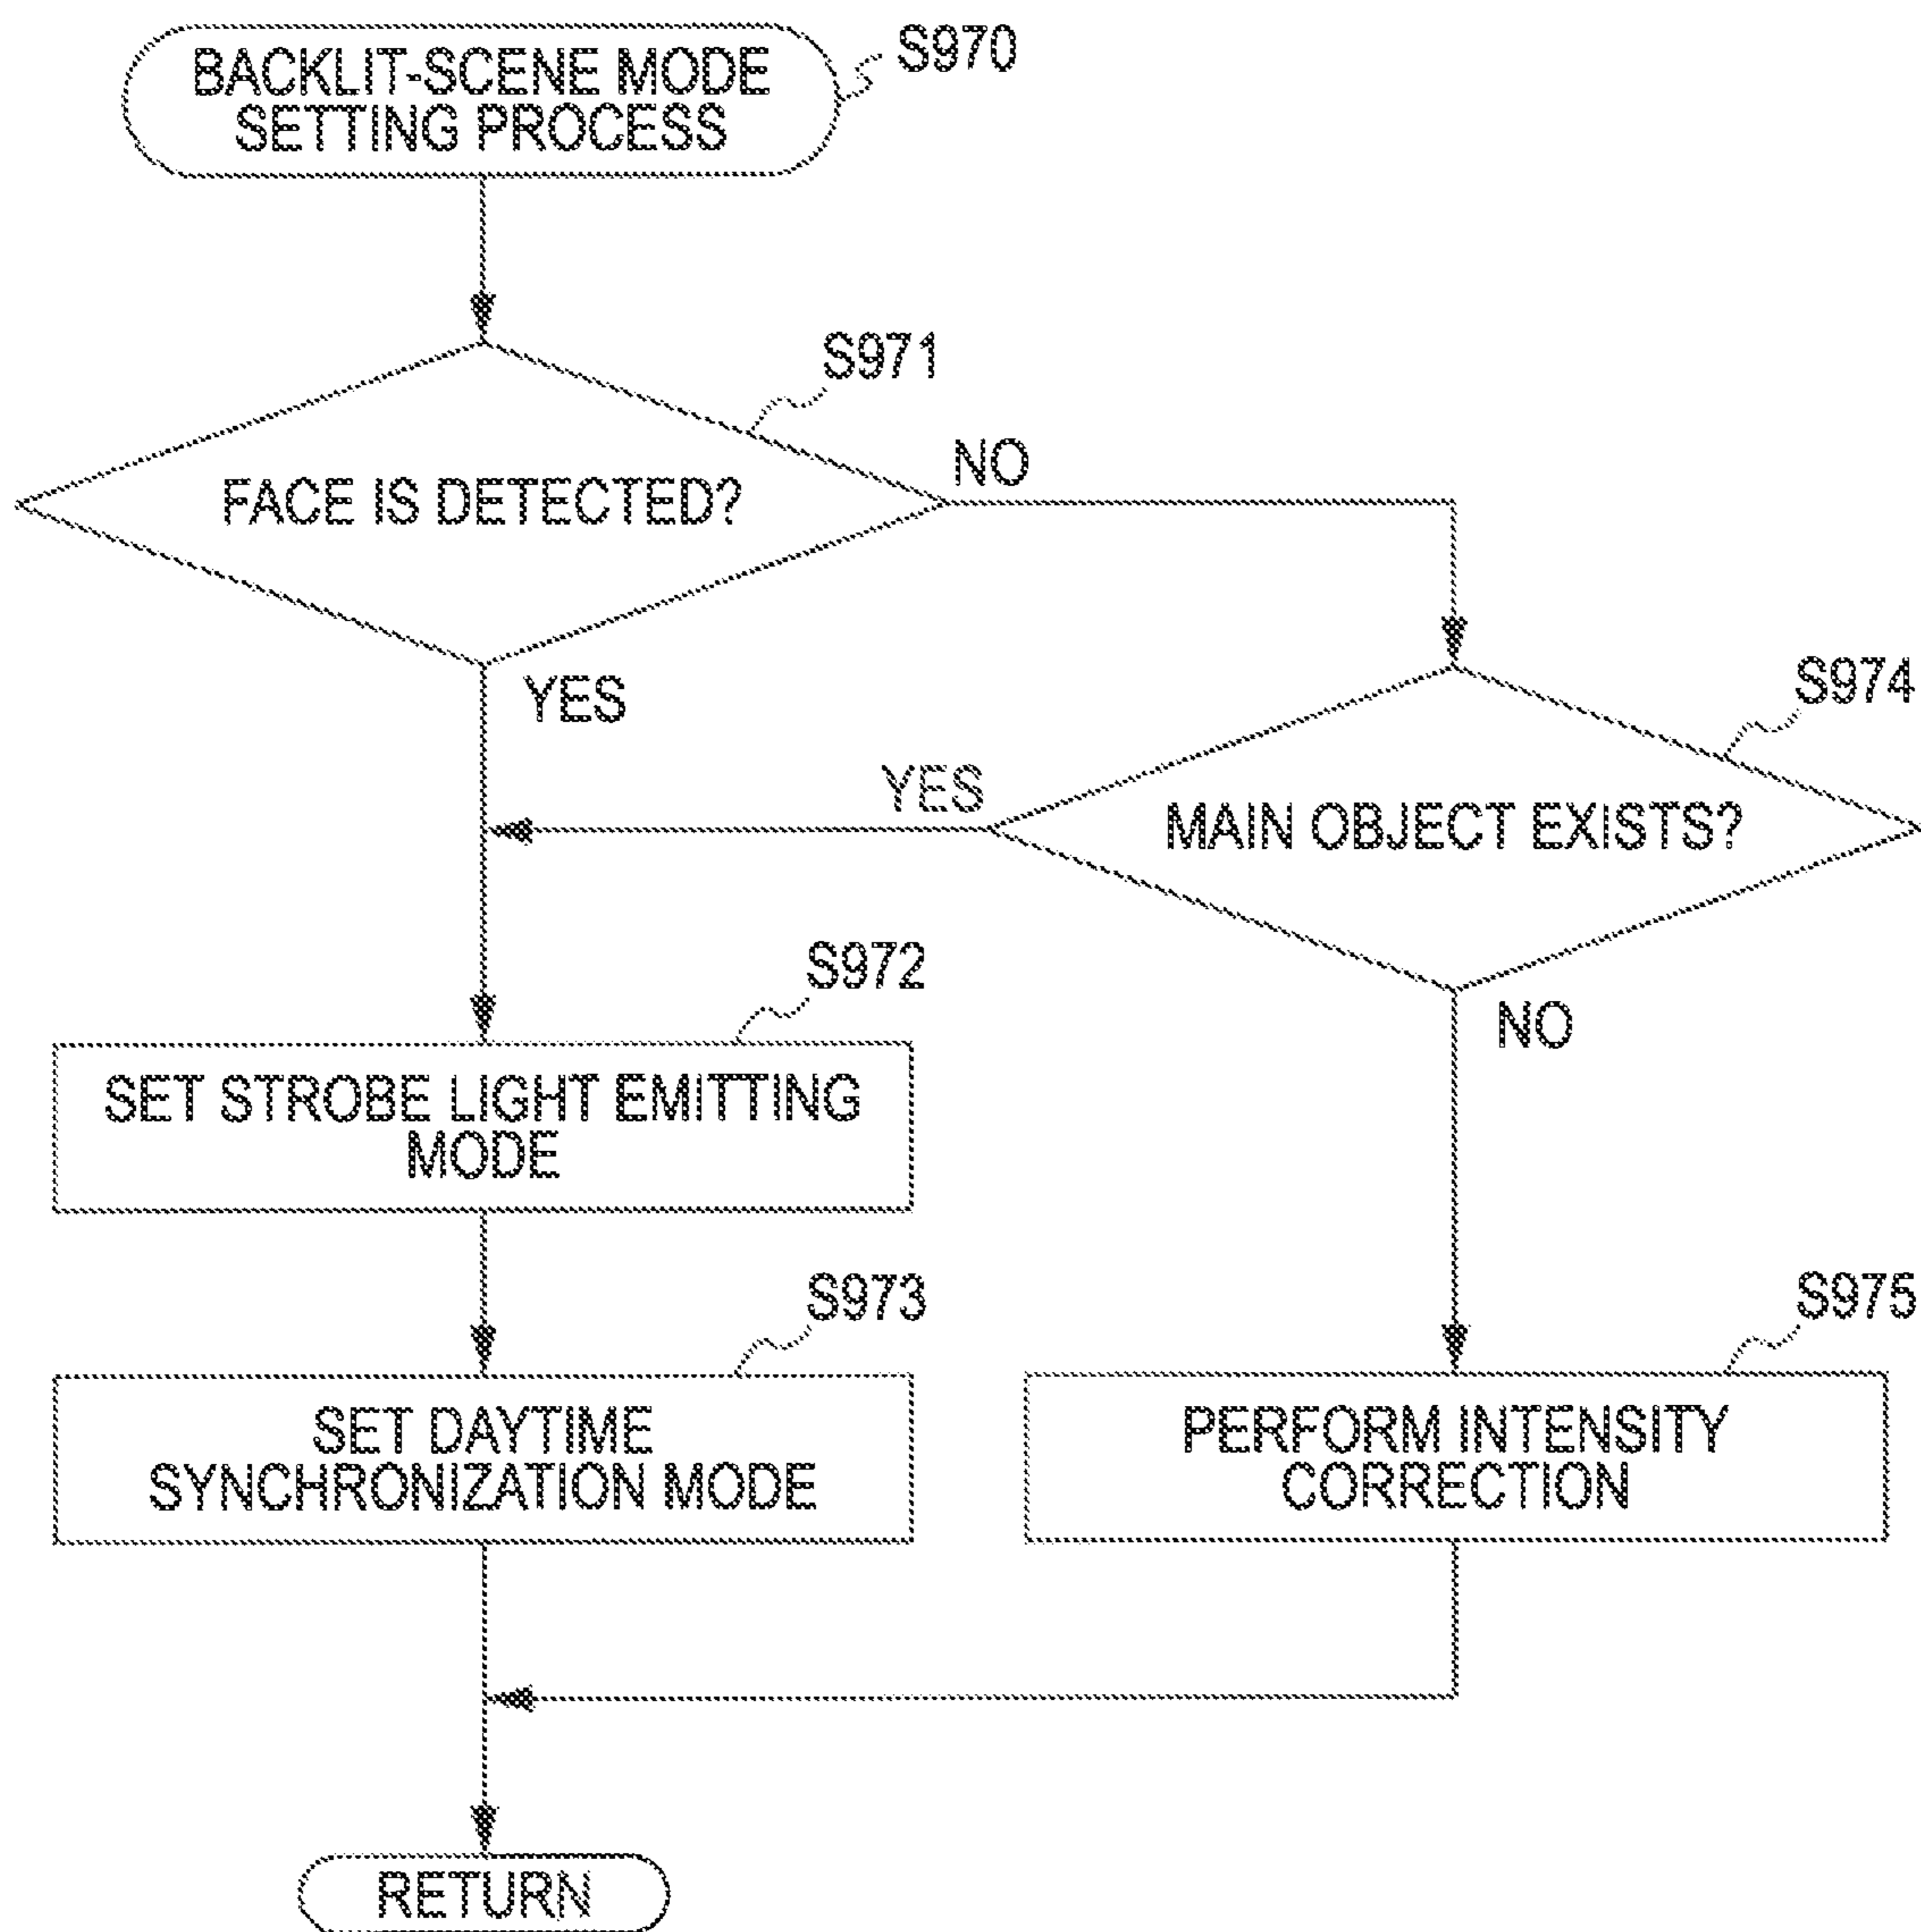 BACKLIT-SCENE MODE
SETTING PROCESS
S970
S971
FACE IS DETECTED?
NO
YES
S974
MAIN OBJECT EXISTS?
YES
NO
S972
SET STROBE LIGHT EMITTING
MODE
S973
SET DAYTIME
SYNCHRONIZATION MODE
S975
PERFORM INTENSITY
CORRECTION
RETURN